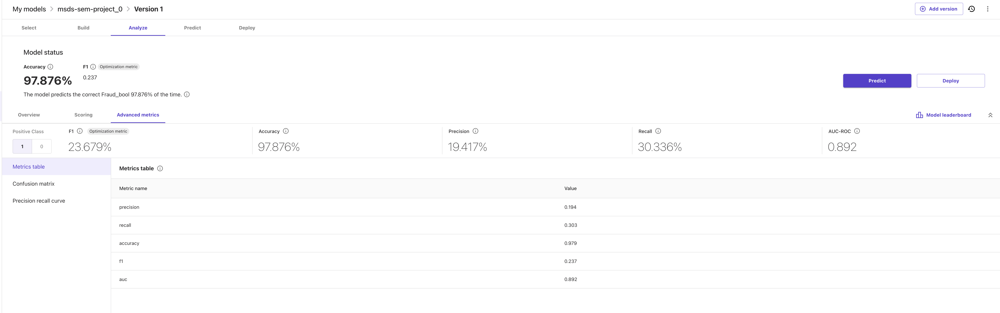 My models > msds-sem-project_0 > Version 1
Add version
Select Build Analyze Predict Deploy
Model status
Accuracy F1 Optimization metric
97.876% 0.237
The model predicts the correct Fraud_bool 97.876% of the time.
Predict Deploy
Overview Scoring Advanced metrics
Model leaderboard
Positive Class F1 Optimization metric Accuracy Precision Recall AUC-ROC
1 0 23.679% 97.876% 19.417% 30.336% 0.892
Metrics table
Confusion matrix
Precision recall curve
Metrics table
Metric name Value
precision 0.194
recall 0.303
accuracy 0.979
f1 0.237
auc 0.892